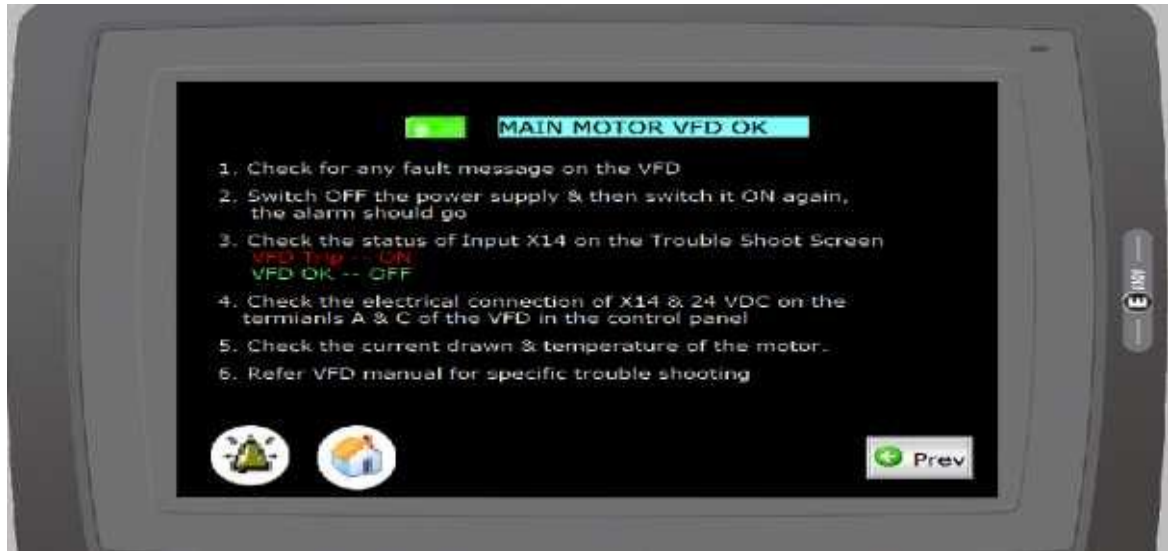 MAIN MOTOR VFD OK
1. Check for any fault message on the VFD
2. Switch OFF the power supply & then switch it ON again,
the alarm should go
3. Check the status of Input X14 on the Trouble Shoot Screen
VFD Trip -- ON
VFD OK -- OFF
4. Check the electrical connection of X14 & 24 VDC on the
termianls A & C of the VFD in the control panel
5. Check the current drawn & temperature of the motor.
6. Refer VFD manual for specific trouble shooting
Prev